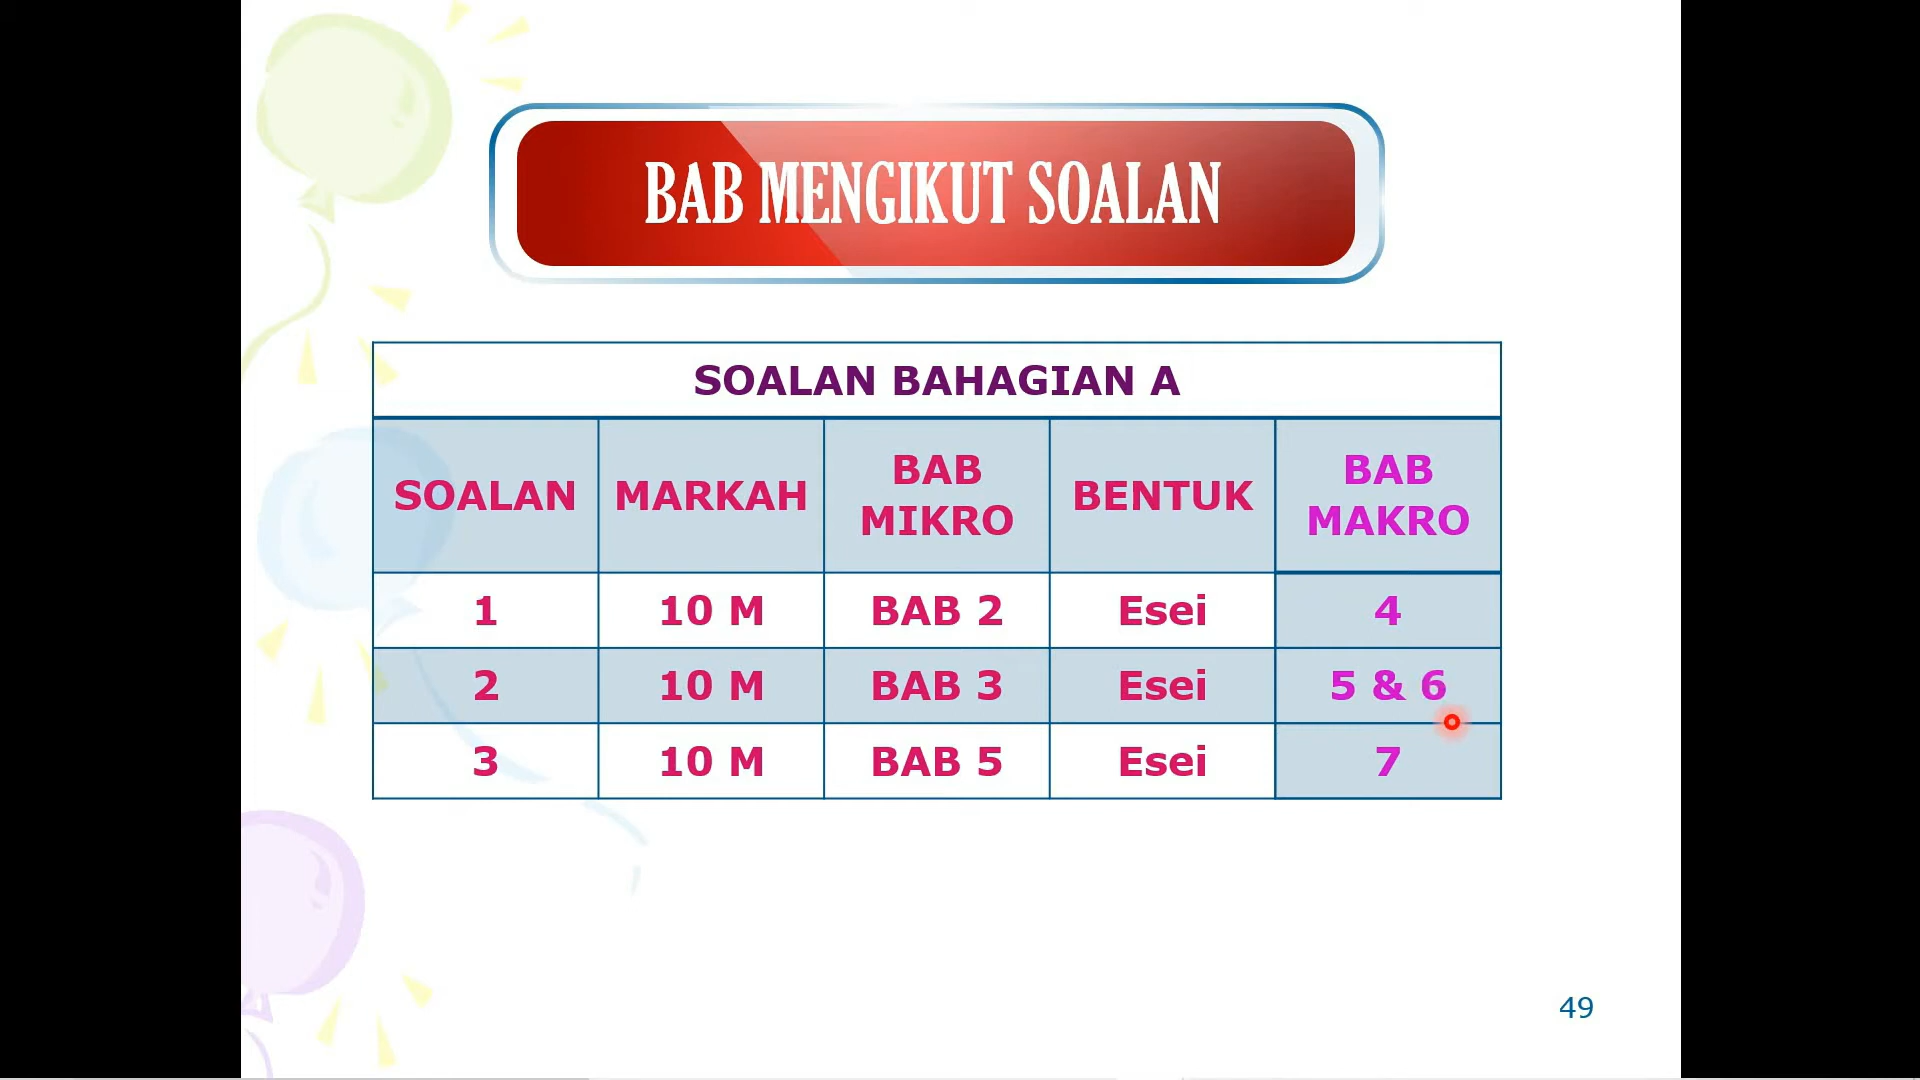 BAB MENGIKUT SOALAN
SOALAN BAHAGIAN A
SOALAN MARKAH BAB MIKRO BENTUK BAB MAKRO
1 10 M BAB 2 Esei 4
2 10 M BAB 3 Esei 5 & 6
3 10 M BAB 5 Esei 7
49